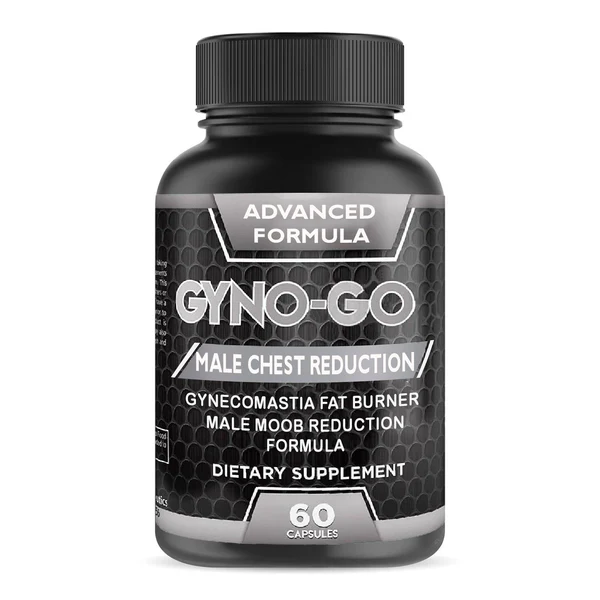 ADVANCED
FORMULA
GYNO-GO
MALE CHEST REDUCTION
GYNECOMASTIA FAT BURNER
MALE MOOB REDUCTION
FORMULA
DIETARY SUPPLEMENT
60
CAPSULES